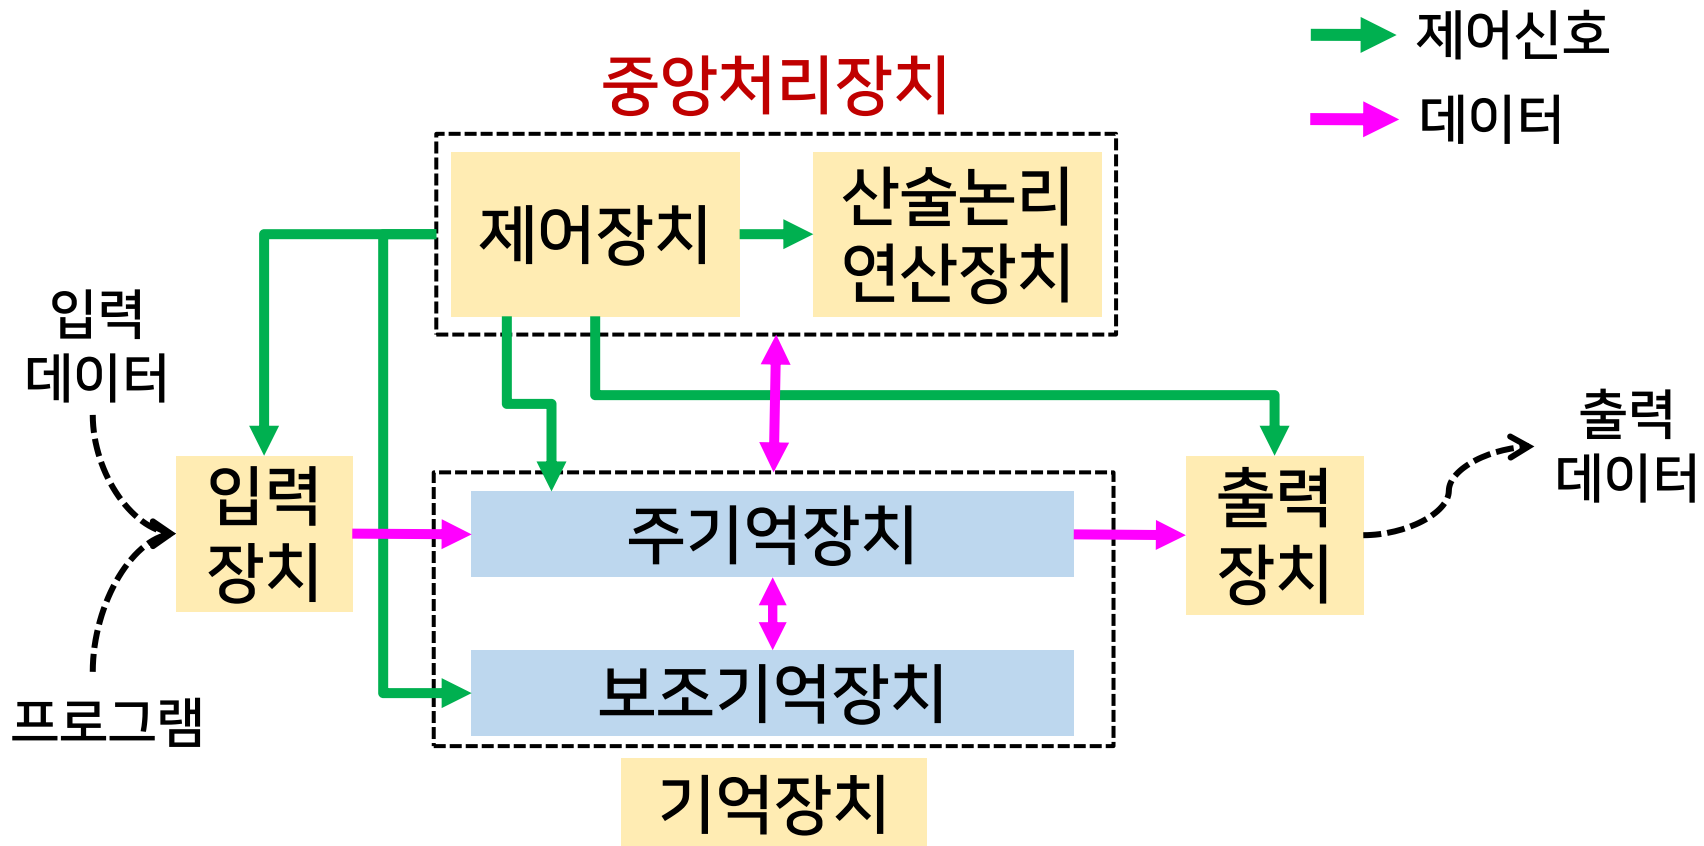 제어신호
데이터
중앙처리장치
제어장치
산술논리
연산장치
입력
데이터
입력
장치
프로그램
주기억장치
보조기억장치
기억장치
출력
장치
출력
데이터